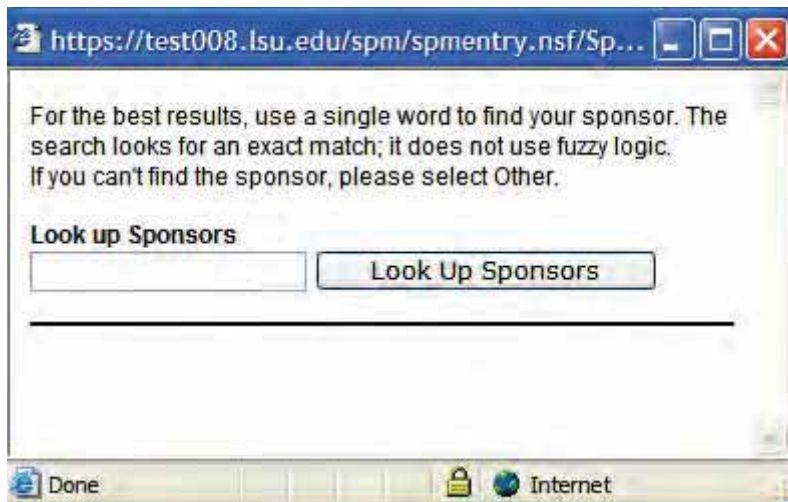 https://test008.lsu.edu/spm/spmentry.nsf/Sp...
For the best results, use a single word to find your sponsor. The
search looks for an exact match; it does not use fuzzy logic.
If you can't find the sponsor, please select Other.
Look up Sponsors
Look Up Sponsors
Done Internet